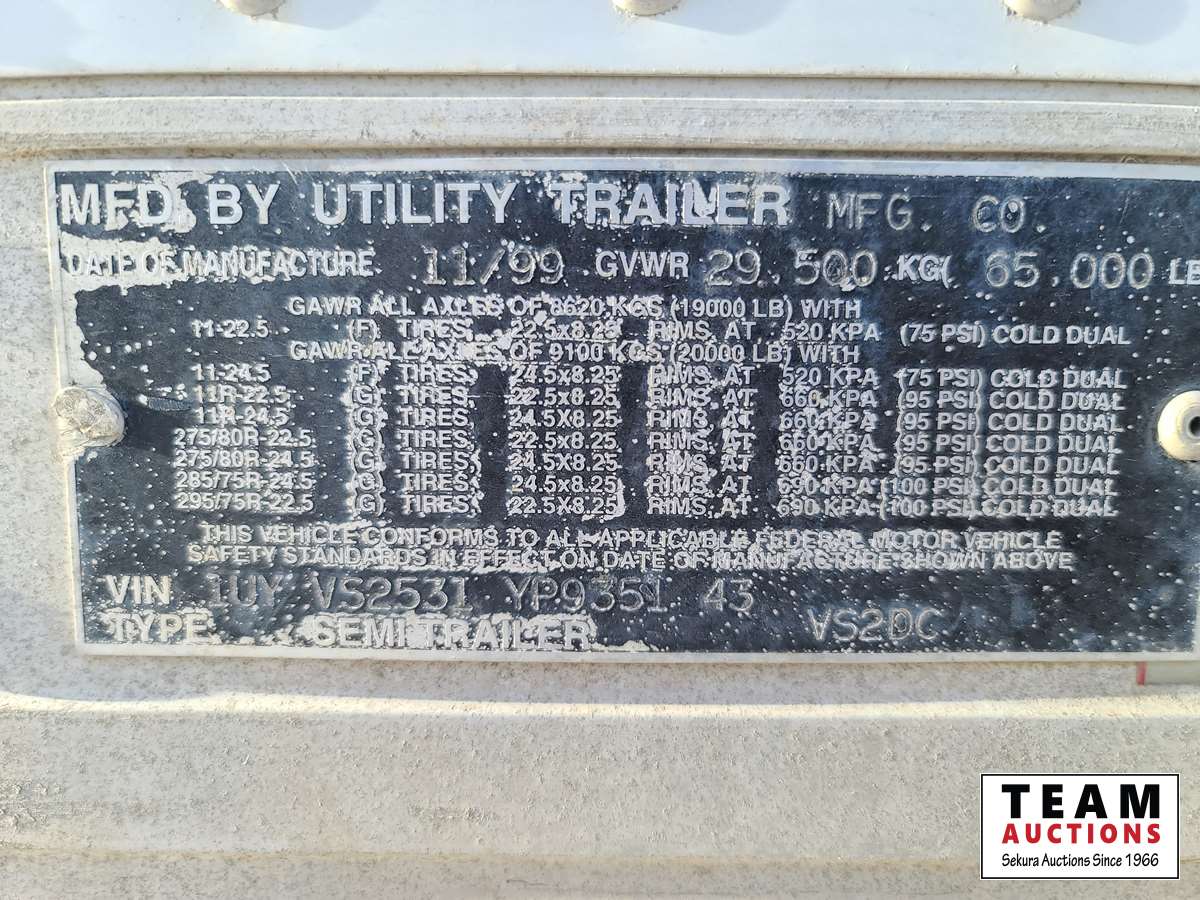 MFD BY UTILITY TRAILER MFG. CO.
DATE OF MANUFACTURE 11/99 GVWR 29,500 KG( 65,000 LB
GAWR ALL AXLES OF 8620 KGS (19000 LB) WITH
11-22.5 (F) TIRES, 22.5x8.25 RIMS, AT 520 KPA (75 PSI) COLD DUAL
GAWR ALL AXLES OF 9100 KGS (20000 LB) WITH
11-24.5 (F) TIRES, 24.5x8.25 RIMS, AT 520 KPA (75 PSI) COLD DUAL
11R-22.5 (G) TIRES, 22.5x8.25 RIMS, AT 660 KPA (95 PSI) COLD DUAL
11R-24.5 (G) TIRES, 24.5X8.25 RIMS, AT 660 KPA (95 PSI) COLD DUAL
275/80R-22.5 (G) TIRES, 22.5x8.25 RIMS, AT 660 KPA (95 PSI) COLD DUAL
275/80R-24.5 (G) TIRES, 24.5X8.25 RIMS, AT 660 KPA (95 PSI) COLD DUAL
285/75R-24.5 (G) TIRES, 24.5X8.25 RIMS, AT 690 KPA (100 PSI) COLD DUAL
295/75R-22.5 (G) TIRES, 22.5X8.25 RIMS, AT 690 KPA (100 PSI) COLD DUAL
THIS VEHICLE CONFORMS TO ALL APPLICABLE FEDERAL MOTOR VEHICLE
SAFETY STANDARDS IN EFFECT ON DATE OF MANUFACTURE SHOWN ABOVE
VIN 1UY VS2531 YP9351 43
TYPE SEMI TRAILER VS2DC
TEAM
AUCTIONS
Sekura Auctions Since 1966